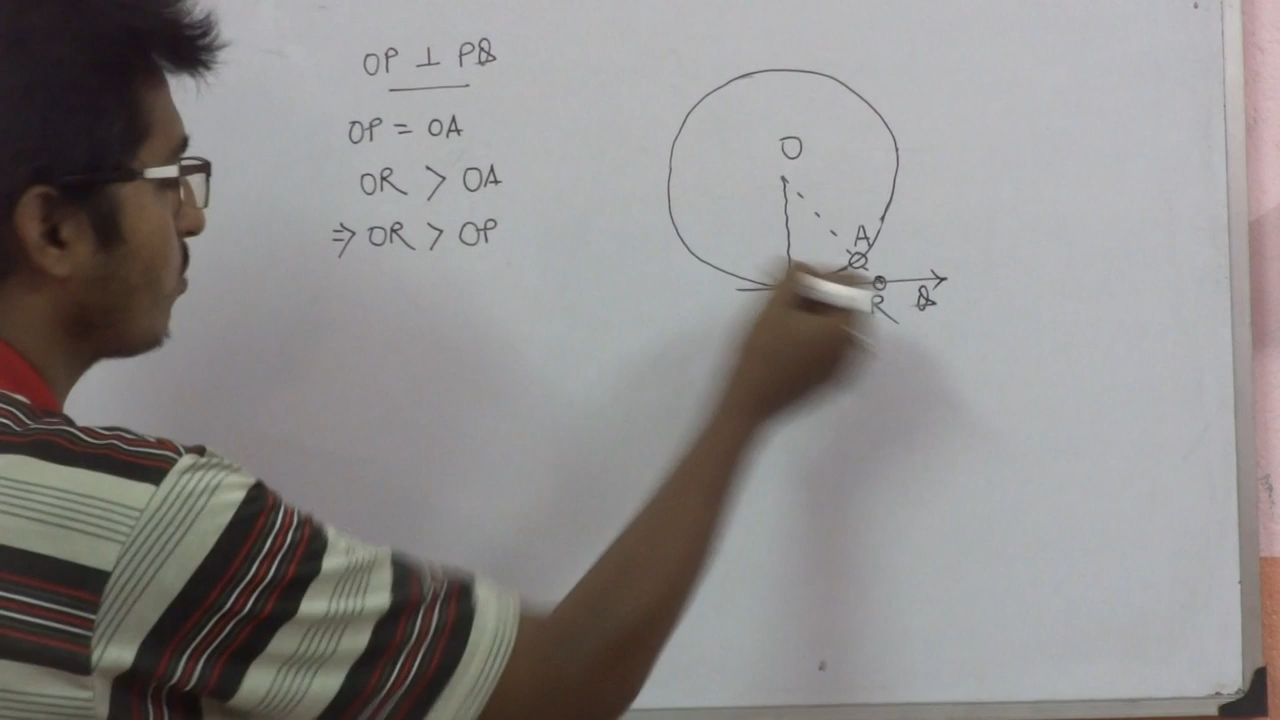 OP ⊥ PQ
OP = OA
OR > OA
⇒ OR > OP
O
A
R
Q